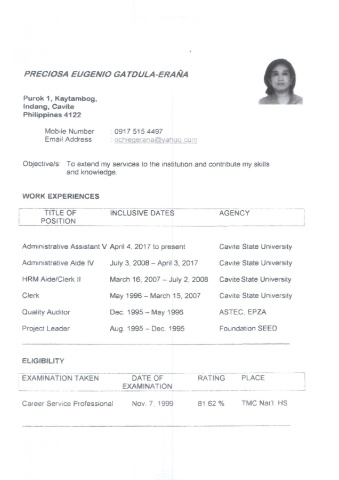 PRECIOSA EUGENIO GATDULA-ERAÑA
Purok 1, Kaytambog,
Indang, Cavite
Philippines 4122
Mobile Number : 0917 515 4497
Email Address : ochiegerana@yahoo.com
Objective/s To extend my services to the institution and contribute my skills
and knowledge.
WORK EXPERIENCES
TITLE OF POSITION INCLUSIVE DATES AGENCY
Administrative Assistant V April 4, 2017 to present Cavite State University
Administrative Aide IV July 3, 2008 – April 3, 2017 Cavite State University
HRM Aide/Clerk II March 16, 2007 – July 2, 2008 Cavite State University
Clerk May 1996 – March 15, 2007 Cavite State University
Quality Auditor Dec. 1995 – May 1996 ASTEC, EPZA
Project Leader Aug. 1995 – Dec. 1995 Foundation SEED
ELIGIBILITY
EXAMINATION TAKEN DATE OF EXAMINATION RATING PLACE
Career Service Professional Nov. 7, 1999 81.62 % TMC Nat'l HS